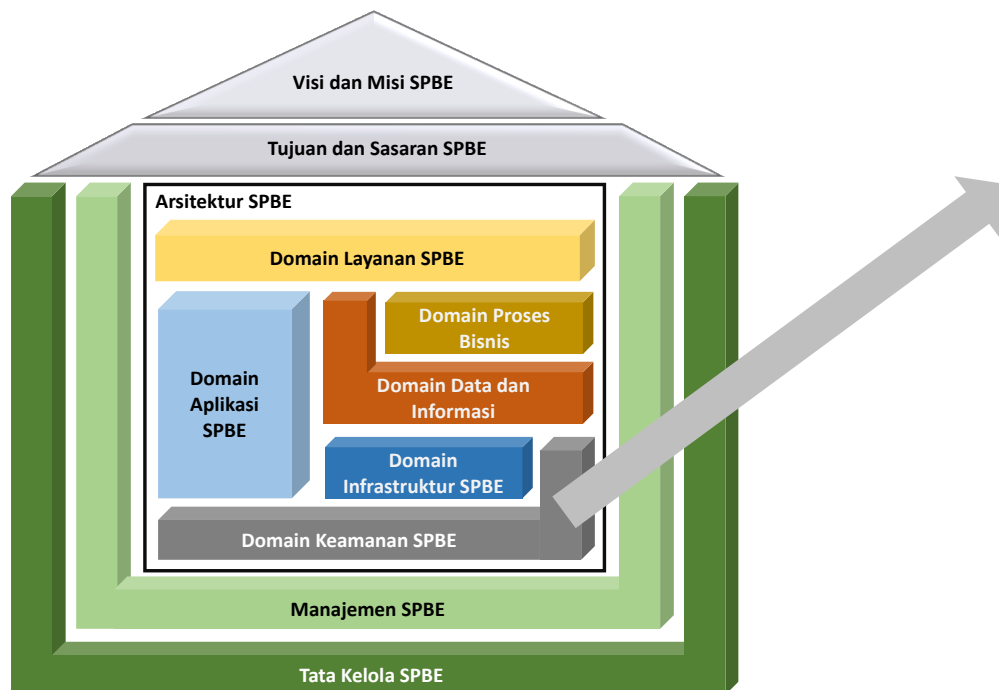 Visi dan Misi SPBE
Tujuan dan Sasaran SPBE
Arsitektur SPBE
Domain Layanan SPBE
Domain Aplikasi SPBE
Domain Proses
Bisnis
Domain Data dan
Informasi
Domain
Infrastruktur SPBE
Domain Keamanan SPBE
Manajemen SPBE
Tata Kelola SPBE